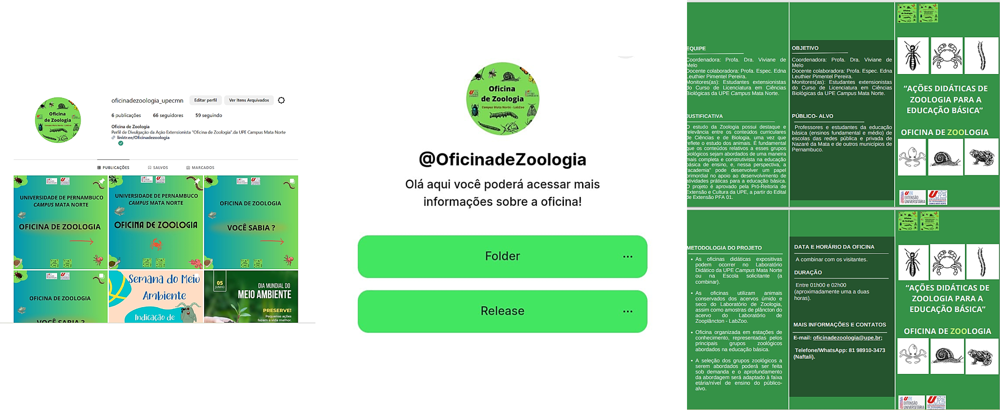 oficinadezoologia_upecmn
Editar perfil
Ver Itens Arquivados
6 publicações 66 seguidores 59 seguindo
Oficina de Zoologia
Perfil de Divulgação da Ação Extensionista "Oficina de Zoologia".da UPE Campus Mata Norte
linktr.ee/Oficinadezoologia
Oficina
de Zoologia
Campus Mata Norte - LabZoo
PUBLICAÇÕES
SALVOS
MARCADOS
UNIVERSIDADE DE PERNAMBUCO
CAMPUS MATA NORTE
OFICINA DE ZOOLOGIA
UNIVERSIDADE DE PERNAMBUCO
CAMPUS MATA NORTE
OFICINA DE ZOOLOGIA
OFICINA DE ZOOLOGIA
VOCÊ SABIA ?
OFICINA DE ZOOLOGIA
VOCÊ SABIA ?
Semana do Meio
Ambiente
Indicação de
05
JUNHO
DIA MUNDIAL DO
MEIO AMBIENTE
PRESERVE!
Pequenas ações
fazem a vida melhor.
Oficina
de Zoologia
Campus Mata Norte - LabZoo
@OficinadeZoologia
Olá aqui você poderá acessar mais
informações sobre a oficina!
Folder
Release
EQUIPE
Coordenadora: Profa. Dra. Viviane de
Melo
Docente colaboradora: Profa. Espec. Edna
Leuthier Pimentel Pereira.
Monitores(as): Estudantes extensionistas
do Curso de Licenciatura em Ciências
Biológicas da UPE Campus Mata Norte.
JUSTIFICATIVA
O estudo da Zoologia possui destaque e
relevância entre os conteúdos curriculares
de Ciências e de Biologia, uma vez que
reflete o estudo dos animais. É fundamental
que os conteúdos relativos a esses grupos
biológicos sejam abordados de uma maneira
mais completa e construtivista na educação
básica de ensino, e, nessa perspectiva, a
"academia" pode desenvolver um papel
primordial no apoio ao desenvolvimento de
atividades práticas para a educação básica.
O projeto é aprovado pela Pró-Reitoria de
Extensão e Cultura da UPE, a partir do Edital
de Extensão PFA 01.
OBJETIVO
Coordenadora: Profa. Dra. Viviane de
Melo
Docente colaboradora: Profa. Espec. Edna
Leuthier Pimentel Pereira.
Monitores(as): Estudantes extensionistas
do Curso de Licenciatura em Ciências
Biológicas da UPE Campus Mata Norte.
PÚBLICO- ALVO
Professores e estudantes da educação
básica (ensinos fundamental e médio) de
escolas das redes pública e privada de
Nazaré da Mata e de outros municípios de
Pernambuco.
"AÇÕES DIDÁTICAS DE
ZOOLOGIA PARA A
EDUCAÇÃO BÁSICA"
OFICINA DE ZOOLOGIA
UPE
EXTENSÃO
UNIVERSITÁRIA
UPE
UNIVERSIDADE
DE PERNAMBUCO
CAMPUS MATA NORTE
METODOLOGIA DO PROJETO
• As oficinas didáticas expositivas
podem ocorrer no Laboratório
Didático da UPE Campus Mata Norte
ou na Escola solicitante (a
combinar).
• As oficinas utilizam animais
conservados dos acervos úmido e
seco do Laboratório de Zoologia,
assim como amostras de plâncton do
acervo do Laboratório de
Zooplâncton - LabZoo.
• Oficina organizada em estações de
conhecimento, representadas pelos
principais grupos zoológicos
abordados na educação básica.
• A seleção dos grupos zoológicos a
serem abordados poderá ser feita
sob demanda e o aprofundamento
da abordagem será adaptado à faixa
etária/nível de ensino do público-
alvo.
DATA E HORÁRIO DA OFICINA
A combinar com os visitantes.
DURAÇÃO
Entre 01h00 e 02h00
(aproximadamente uma a duas
horas).
MAIS INFORMAÇÕES E CONTATOS
E-mail: oficinadezoologia@upe.br;
Telefone/WhatsApp: 81 98910-3473
(Naftali).
"AÇÕES DIDÁTICAS DE
ZOOLOGIA PARA A
EDUCAÇÃO BÁSICA"
OFICINA DE ZOOLOGIA
UPE
EXTENSÃO
UNIVERSITÁRIA
UPE
UNIVERSIDADE
DE PERNAMBUCO
CAMPUS MATA NORTE